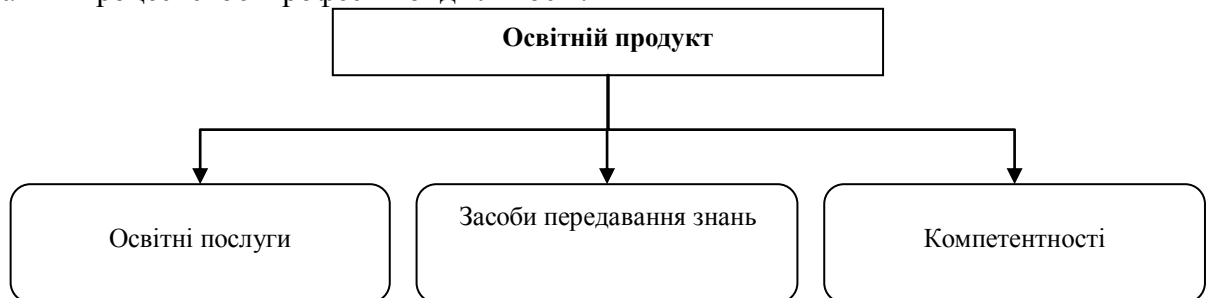 Освітній продукт
Освітні послуги
Засоби передавання знань
Компетентності